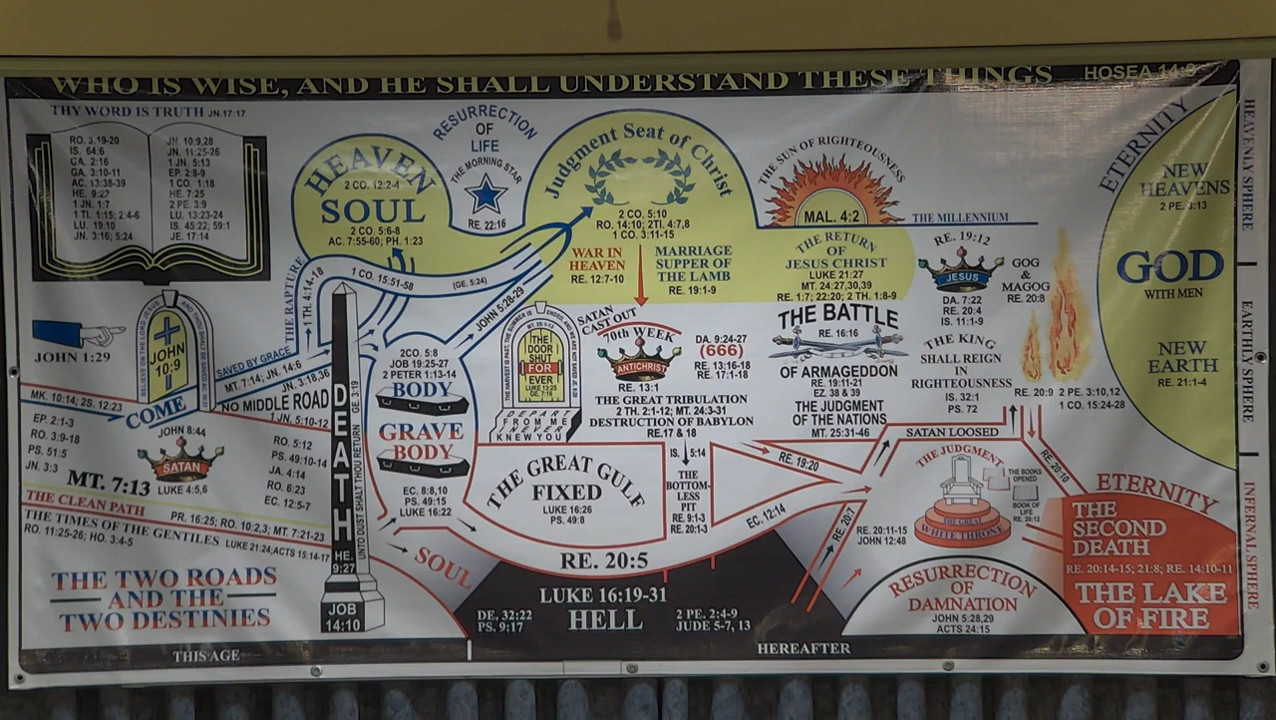 WHO IS WISE, AND HE SHALL UNDERSTAND THESE THINGS HOSEA 14:9
THY WORD IS TRUTH JN.17:17
RO. 3.19-20
IS. 64:6
GA. 2:16
GA. 3:10-11
AC. 13:38-39
HE. 9:22
1 JN. 1:7
1 TI. 1:15; 2:4-6
LU. 19:10
JN. 3:16; 5:24
JN. 10:9,28
JN. 11:25-26
1 JN. 5:13
EP. 2:8-9
1 CO. 1:18
HE. 7:25
2 PE. 3:9
LU. 13:23-24
IS. 45:22; 59:1
JE. 17:14
JOHN 1:29
JOHN
10:9
COME
THE RAPTURE
1 TH. 4:14-18
SAVED BY GRACE
MT. 7:14; JN. 14:6
JN. 3:18,36
NO MIDDLE ROAD
1 JN. 5:10-12
MK. 10:14; 2S. 12:23
EP. 2:1-3
RO. 3:9-18
PS. 51:5
JN. 3:3
JOHN 8:44
SATAN
LUKE 4:5,6
RO. 5:12
PS. 49:10-14
JA. 4:14
RO. 6:23
EC. 12:5-7
MT. 7:13
THE CLEAN PATH
PR. 16:25; RO. 10:2,3; MT. 7:21-23
THE TIMES OF THE GENTILES LUKE 21:24, ACTS 15:14-17
RO. 11:25-26; HO. 3:4-5
THE TWO ROADS
AND THE
TWO DESTINIES
DEATH
UNTO DUST SHALT THOU RETURN GE. 3:19
HE.
9:27
JOB
14:10
HEAVEN
2 CO. 12:2-4
SOUL
2 CO. 5:6-8
AC. 7:55-60; PH. 1:23
RESURRECTION
OF
LIFE
THE MORNING STAR
RE. 22:16
1 CO. 15:51-58
(GE. 5:24)
JOHN 5:28-29
2CO. 5:8
JOB 19:25-27
2 PETER 1:13-14
BODY
GRAVE
BODY
EC. 8:8,10
PS. 49:15
LUKE 16:22
SOUL
Judgment Seat of Christ
2 CO. 5:10
RO. 14:10; 2TI. 4:7,8
1 CO. 3:11-15
WAR IN
HEAVEN
RE. 12:7-10
MARRIAGE
SUPPER OF
THE LAMB
RE. 19:1-9
SATAN
CAST OUT
THE
DOOR
SHUT
FOR
EVER
LUKE 13:25
GE. 7:16
DEPART
FROM ME
I NEVER
KNEW YOU
70th WEEK
ANTICHRIST
RE. 13:1
DA. 9:24-27
(666)
RE. 13:16-18
RE. 17:1-18
THE GREAT TRIBULATION
2 TH. 2:1-12; MT. 24:3-31
DESTRUCTION OF BABYLON
RE.17 & 18
THE GREAT GULF
FIXED
LUKE 16:26
PS. 49:8
IS. 5:14
THE
BOTTOM-
LESS
PIT
RE. 9:1-3
RE. 20:1-3
RE. 19:20
EC. 12:14
RE. 20:5
LUKE 16:19-31
HELL
DE. 32:22
PS. 9:17
2 PE. 2:4-9
JUDE 5-7, 13
THE SUN OF RIGHTEOUSNESS
MAL. 4:2
THE MILLENNIUM
THE RETURN
OF
JESUS CHRIST
LUKE 21:27
MT. 24:27,30,39
RE. 1:7; 22:20; 2 TH. 1:8-9
THE BATTLE
RE. 16:16
OF ARMAGEDDON
RE. 19:11-21
EZ. 38 & 39
THE JUDGMENT
OF THE NATIONS
MT. 25:31-46
RE. 19:12
JESUS
DA. 7:22
RE. 20:4
IS. 11:1-9
THE KING
SHALL REIGN
IN
RIGHTEOUSNESS
IS. 32:1
PS. 72
GOG
&
MAGOG
RE. 20:8
RE. 20:9
2 PE. 3:10,12
1 CO. 15:24-28
SATAN LOOSED
RE. 20:10
RE. 20:7
THE JUDGMENT
THE BOOKS
OPENED
BOOK OF
LIFE
RE. 20:12
THE GREAT
WHITE THRONE
RE. 20:11-15
JOHN 12:48
RESURRECTION
OF
DAMNATION
JOHN 5:28,29
ACTS 24:15
ETERNITY
NEW
HEAVENS
2 PE. 3:13
GOD
WITH MEN
NEW
EARTH
RE. 21:1-4
ETERNITY
THE
SECOND
DEATH
RE. 20:14-15; 21:8; RE. 14:10-11
THE LAKE
OF FIRE
HEAVENLY SPHERE
EARTHLY SPHERE
INFERNAL SPHERE
THIS AGE
HEREAFTER